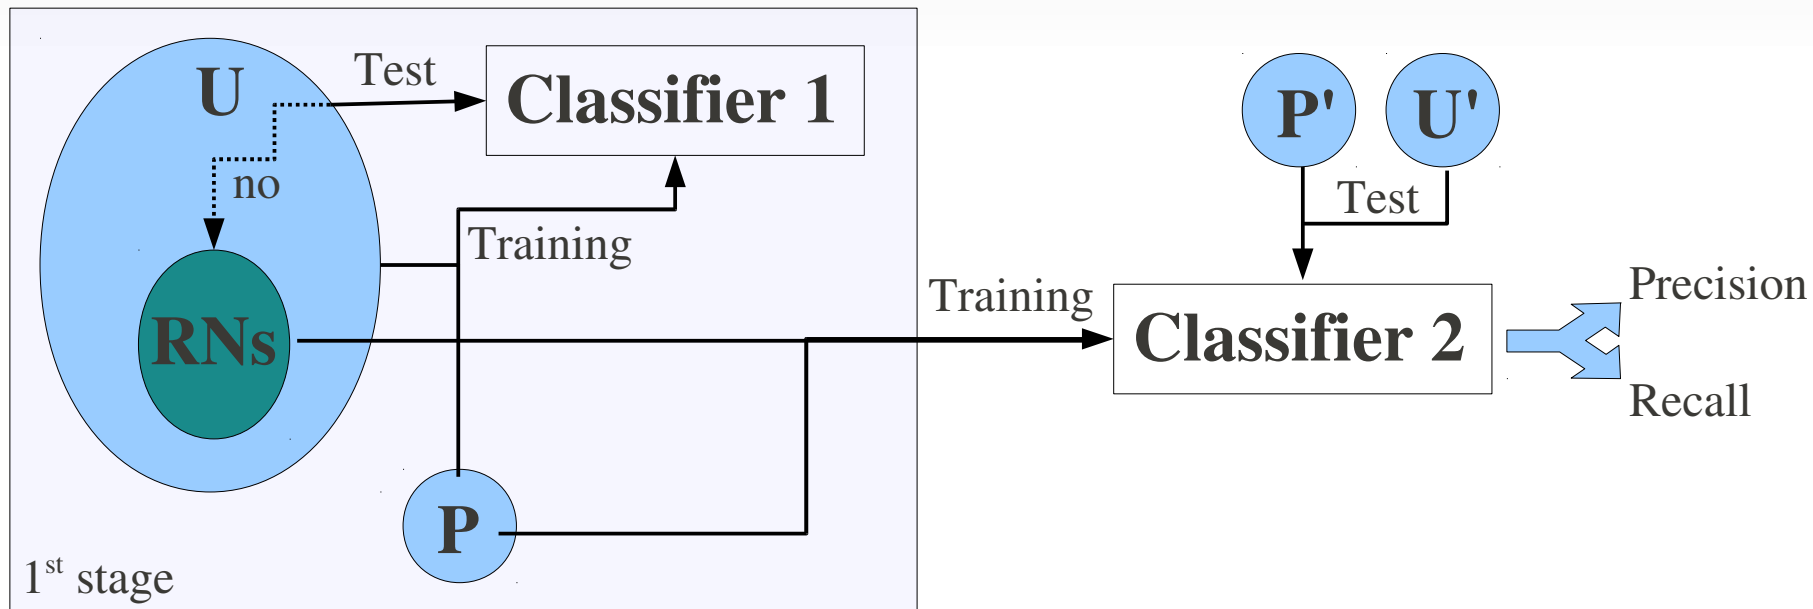 U
Test
Classifier 1
no
Training
RNs
P
1st stage
P'
U'
Test
Training
Classifier 2
Precision
Recall